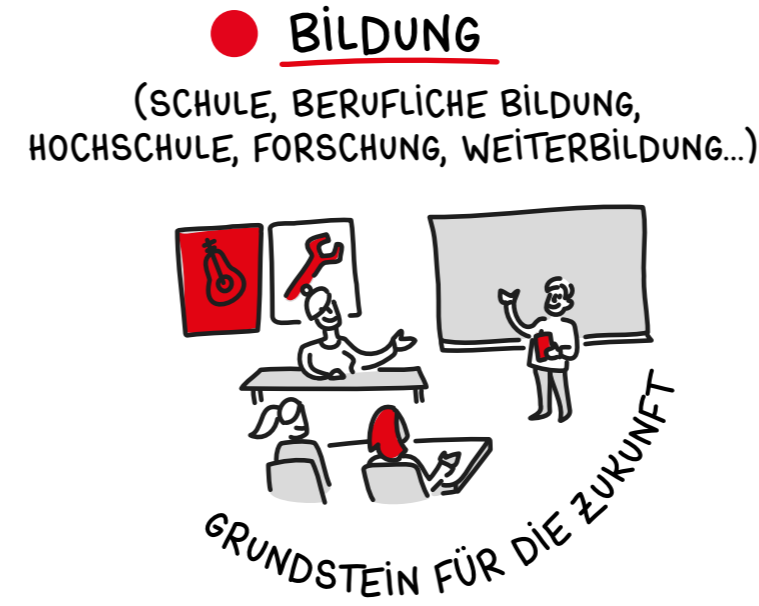 BILDUNG
(SCHULE, BERUFLICHE BILDUNG,
HOCHSCHULE, FORSCHUNG, WEITERBILDUNG...)
GRUNDSTEIN FÜR DIE ZUKUNFT